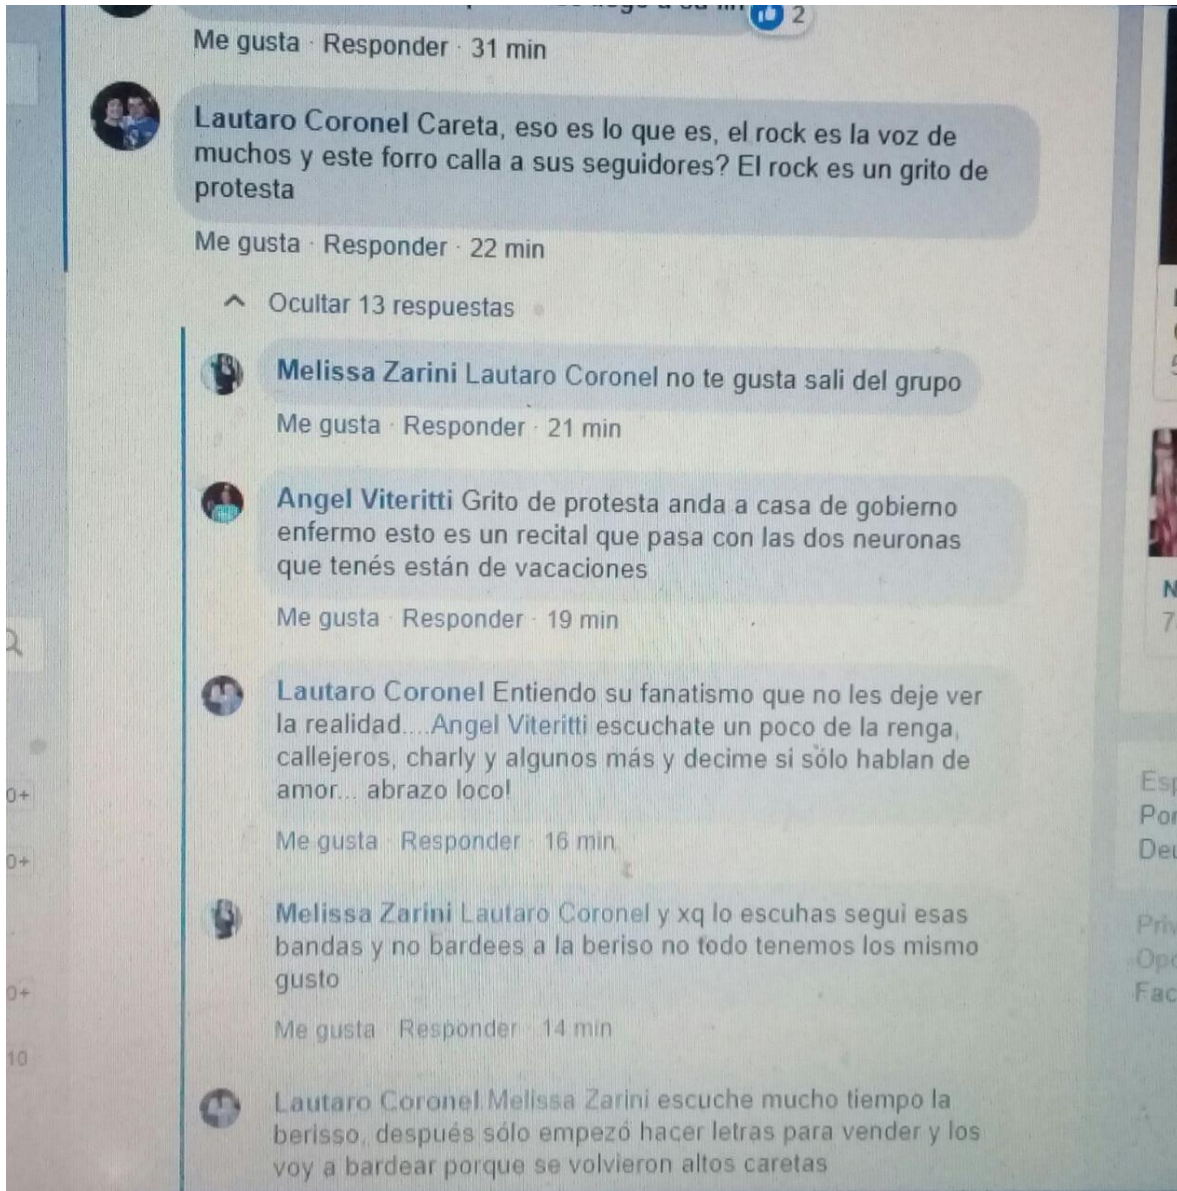 2
Me gusta · Responder · 31 min
Lautaro Coronel Careta, eso es lo que es, el rock es la voz de
muchos y este forro calla a sus seguidores? El rock es un grito de
protesta
Me gusta · Responder · 22 min
Ocultar 13 respuestas
Melissa Zarini Lautaro Coronel no te gusta sali del grupo
Me gusta · Responder · 21 min
Angel Viteritti Grito de protesta anda a casa de gobierno
enfermo esto es un recital que pasa con las dos neuronas
que tenés están de vacaciones
Me gusta · Responder · 19 min
Lautaro Coronel Entiendo su fanatismo que no les deje ver
la realidad....Angel Viteritti escuchate un poco de la renga,
callejeros, charly y algunos más y decime si sólo hablan de
amor... abrazo loco!
Me gusta · Responder · 16 min
Melissa Zarini Lautaro Coronel y xq lo escuhas segui esas
bandas y no bardees a la beriso no todo tenemos los mismo
gusto
Me gusta · Responder · 14 min
Lautaro Coronel Melissa Zarini escuche mucho tiempo la
berisso, después sólo empezó hacer letras para vender y los
voy a bardear porque se volvieron altos caretas
0+
0+
0+
10